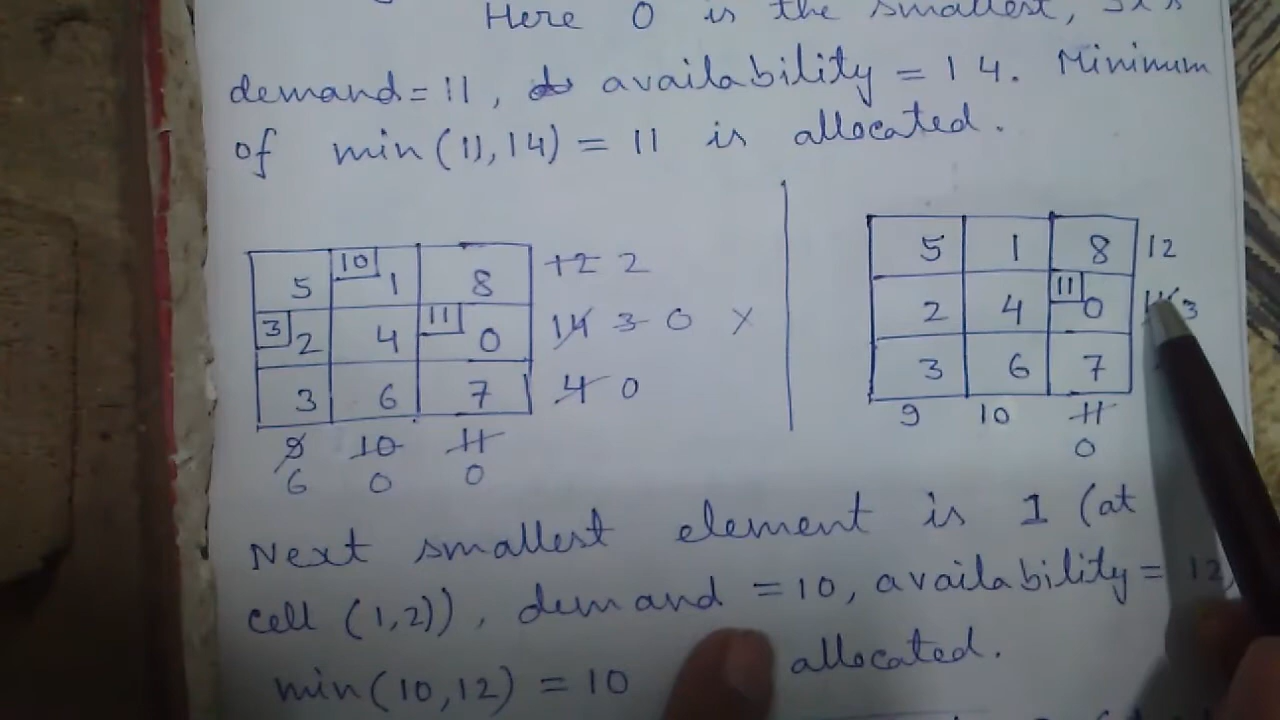 Here 0 is the smallest,
demand = 11, availability = 14. Minimum
of min(11,14) = 11 is allocated.
5 10 1 8 12 2
3 2 4 11 0 14 3 0 X
3 6 7 4 0
9 10 11
6 0 0
5 1 8 12
2 4 11 0 14 3
3 6 7
9 10 11
0
Next smallest element is 1 (at
cell (1,2)), demand = 10, availability = 12,
min(10,12) = 10 allocated.